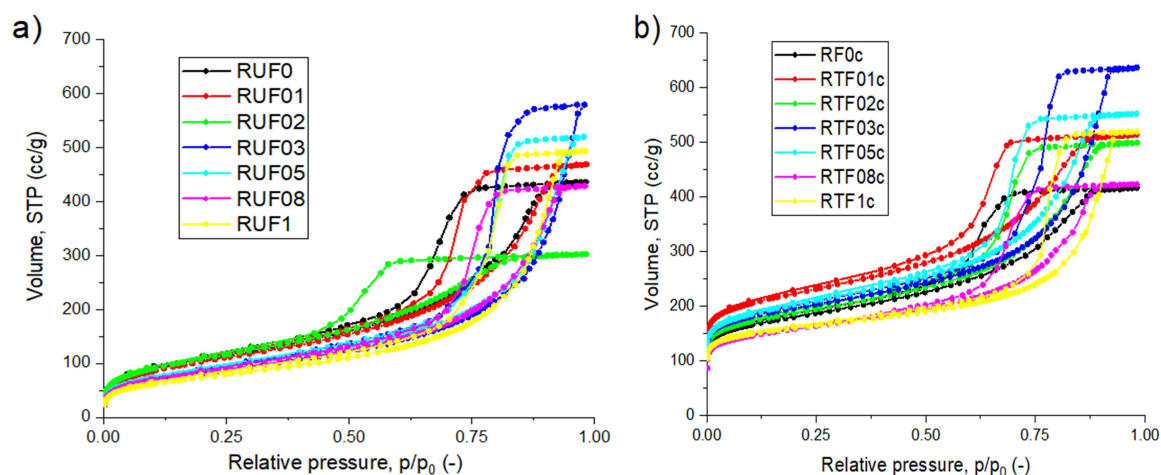 a)
Volume, STP (cc/g)
700
600
500
400
300
200
100
0
0.00
0.25
0.50
0.75
1.00
Relative pressure, p/p0 (-)
RUF0
RUF01
RUF02
RUF03
RUF05
RUF08
RUF1
b)
Volume, STP (cc/g)
700
600
500
400
300
200
100
0
0.00
0.25
0.50
0.75
1.00
Relative pressure, p/p0 (-)
RF0c
RTF01c
RTF02c
RTF03c
RTF05c
RTF08c
RTF1c